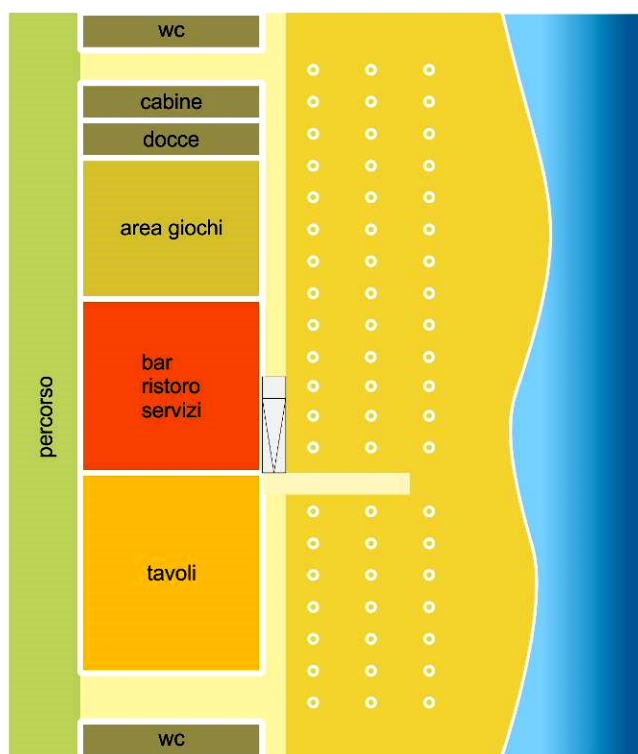 wc
cabine
docce
area giochi
bar
ristoro
servizi
percorso
tavoli
wc